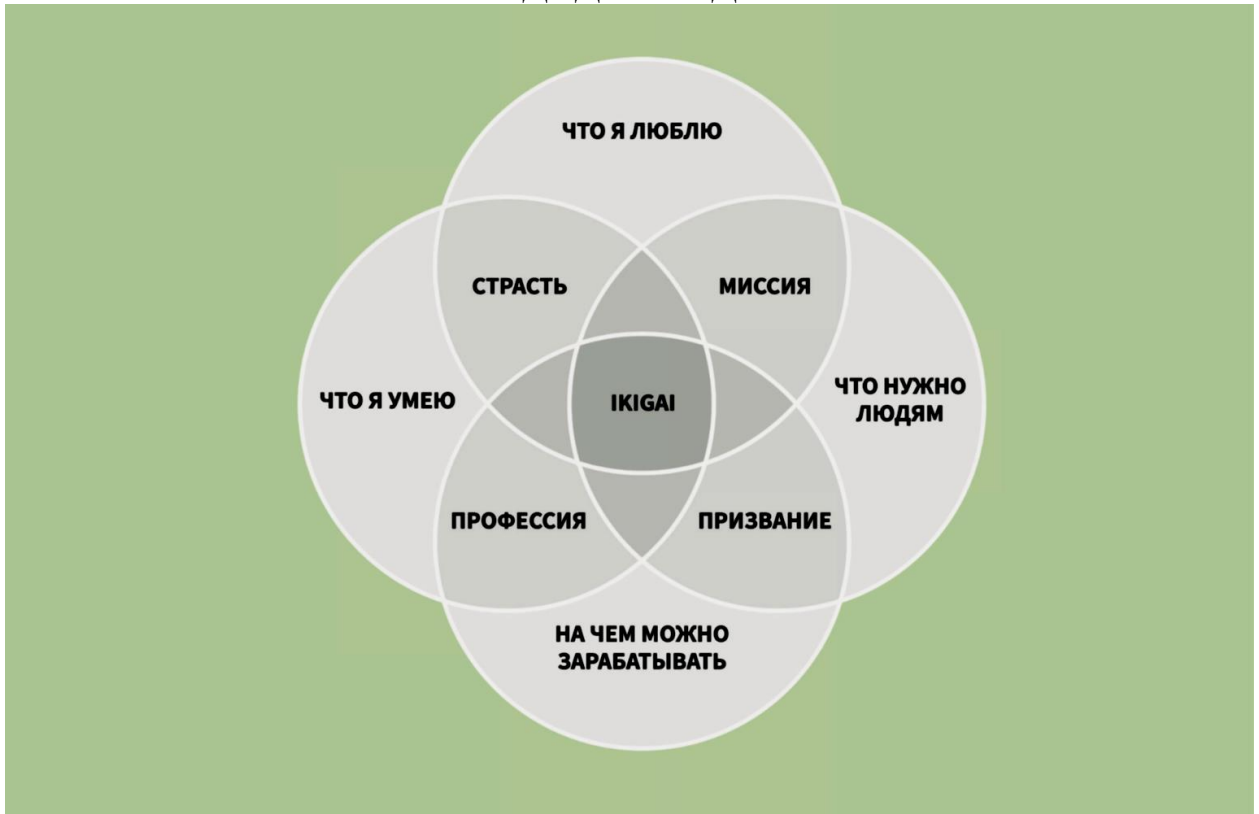 ЧТО Я ЛЮБЛЮ
СТРАСТЬ
МИССИЯ
ЧТО Я УМЕЮ
IKIGAI
ЧТО НУЖНО
ЛЮДЯМ
ПРОФЕССИЯ
ПРИЗВАНИЕ
НА ЧЕМ МОЖНО
ЗАРАБАТЫВАТЬ